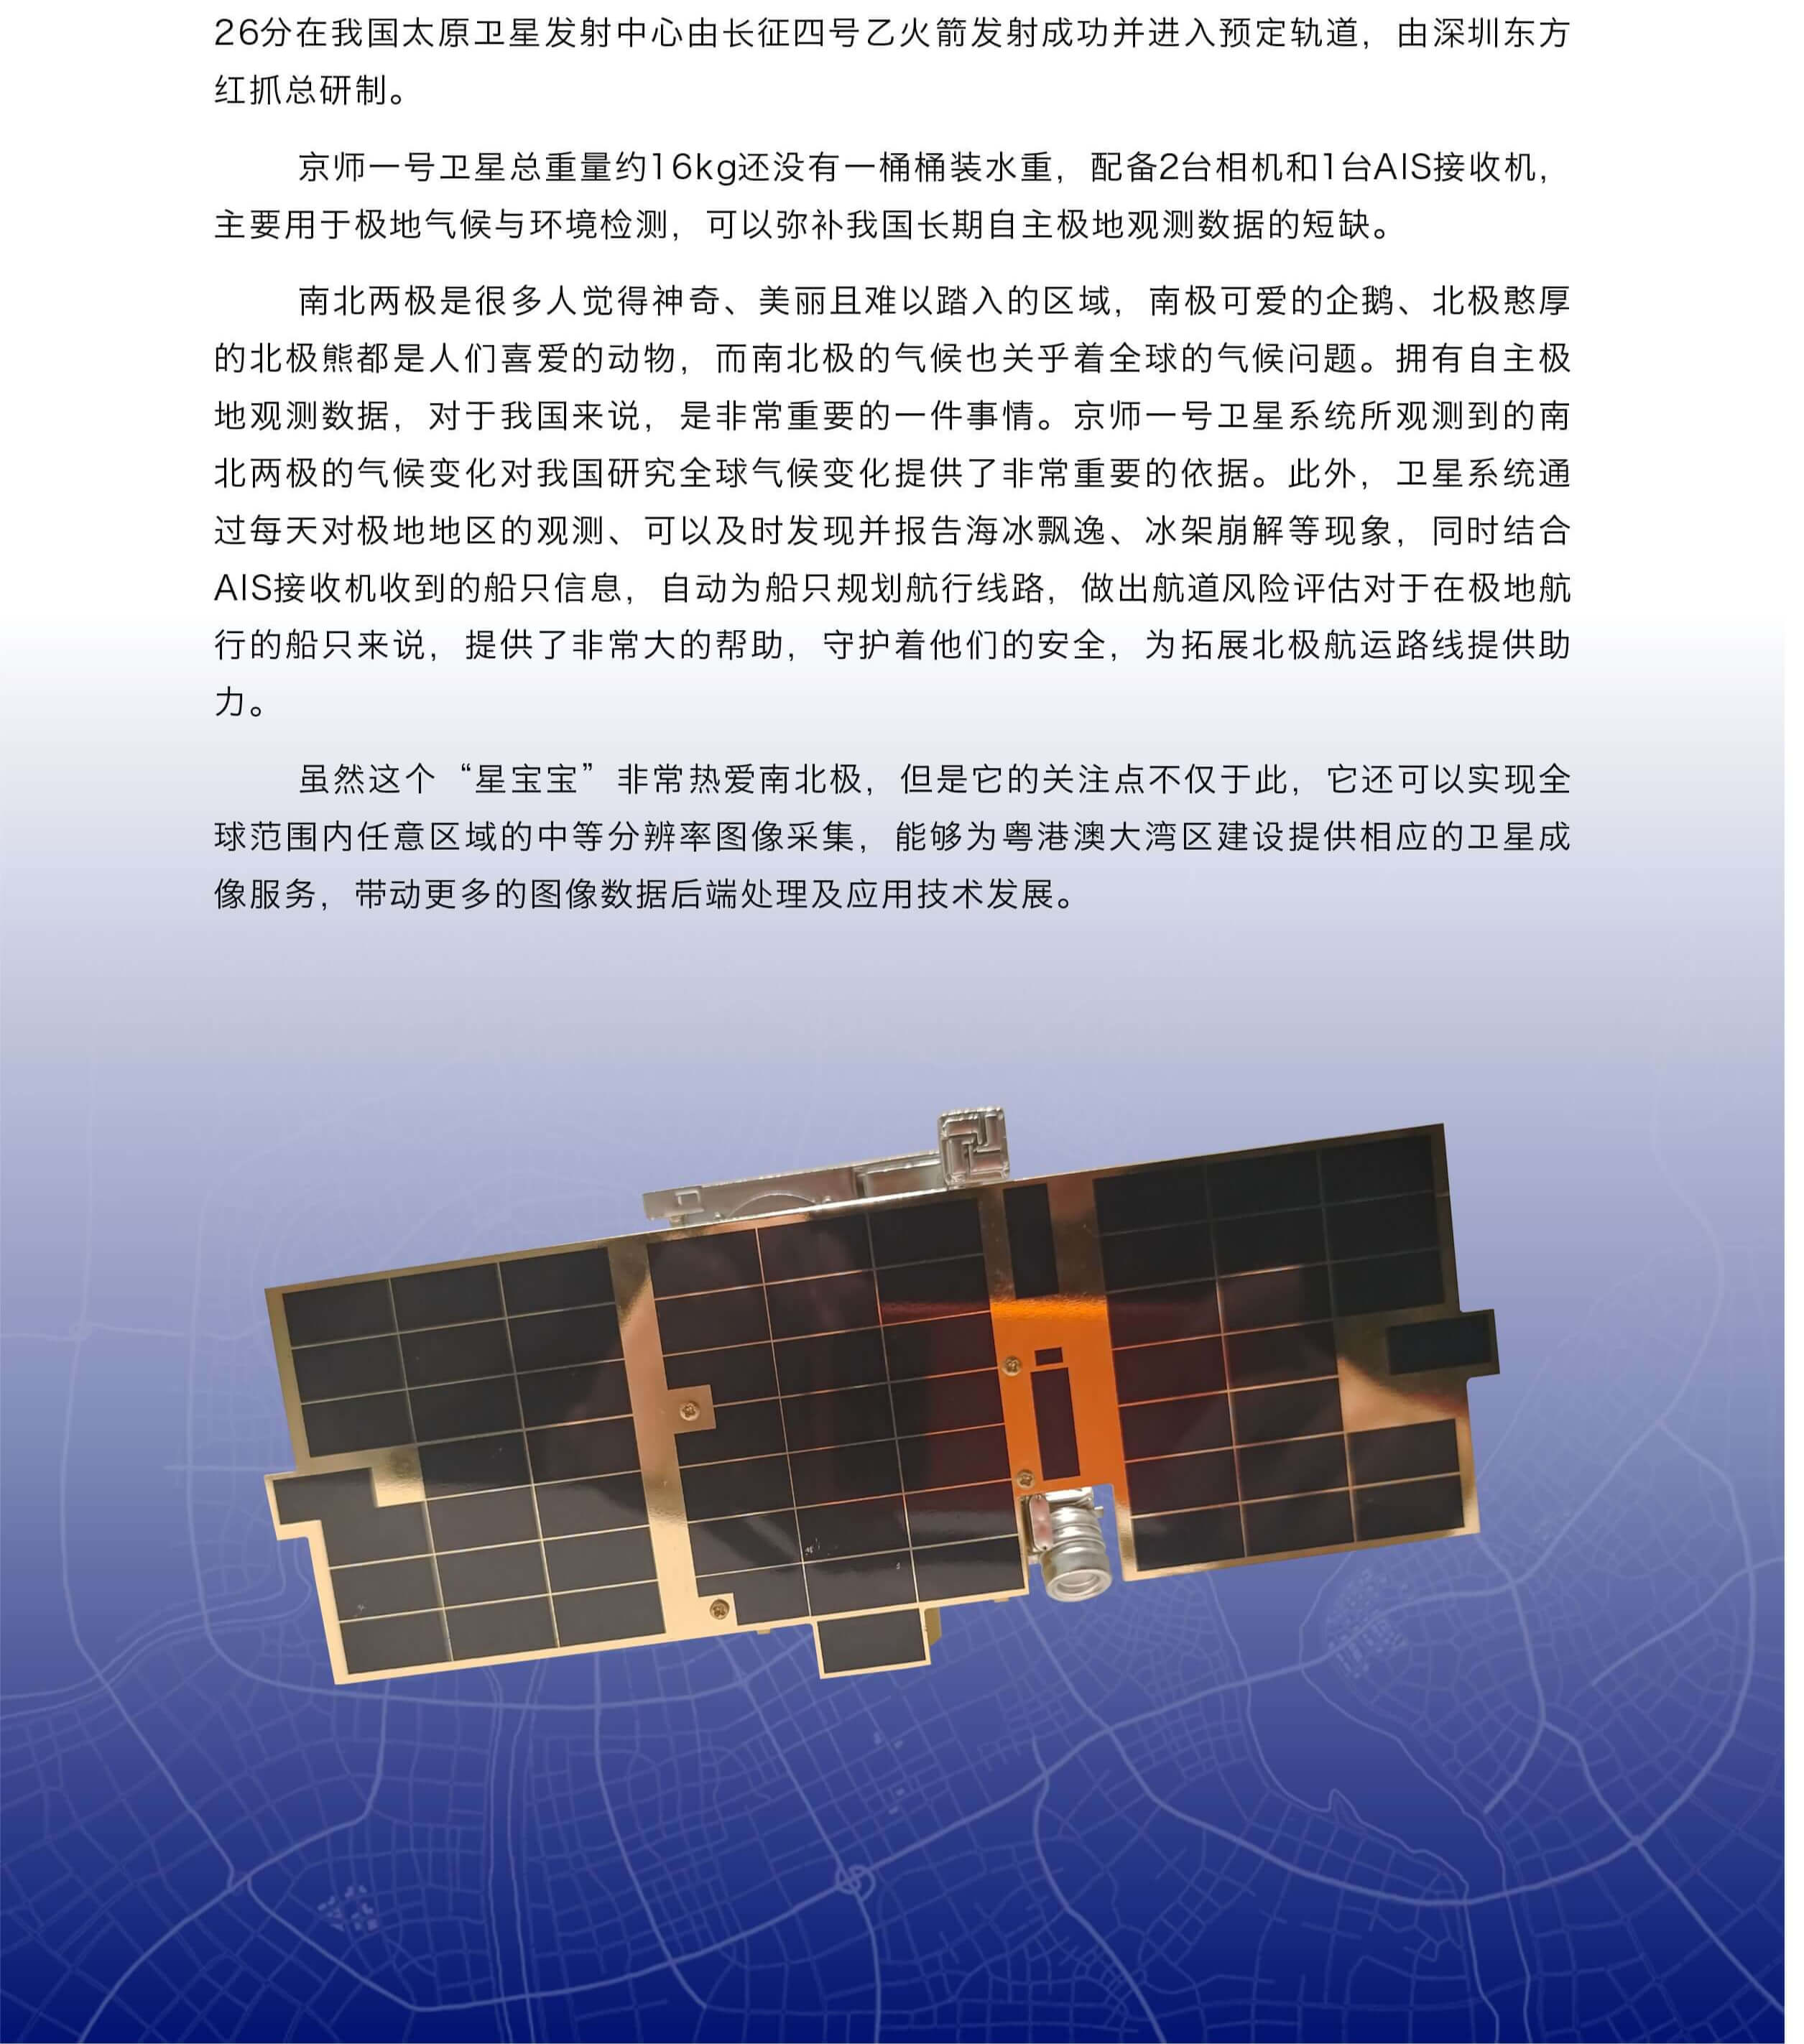 26分在我国太原卫星发射中心由长征四号乙火箭发射成功并进入预定轨道，由深圳东方
红抓总研制。
京师一号卫星总重量约16kg还没有一桶桶装水重，配备2台相机和1台AIS接收机，
主要用于极地气候与环境检测，可以弥补我国长期自主极地观测数据的短缺。
南北两极是很多人觉得神奇、美丽且难以踏入的区域，南极可爱的企鹅、北极憨厚
的北极熊都是人们喜爱的动物，而南北极的气候也关乎着全球的气候问题。拥有自主极
地观测数据，对于我国来说，是非常重要的一件事情。京师一号卫星系统所观测到的南
北两极的气候变化对我国研究全球气候变化提供了非常重要的依据。此外，卫星系统通
过每天对极地地区的观测、可以及时发现并报告海冰飘逸、冰架崩解等现象，同时结合
AIS接收机收到的船只信息，自动为船只规划航行线路，做出航道风险评估对于在极地航
行的船只来说，提供了非常大的帮助，守护着他们的安全，为拓展北极航运路线提供助
力。
虽然这个“星宝宝”非常热爱南北极，但是它的关注点不仅于此，它还可以实现全
球范围内任意区域的中等分辨率图像采集，能够为粤港澳大湾区建设提供相应的卫星成
像服务，带动更多的图像数据后端处理及应用技术发展。